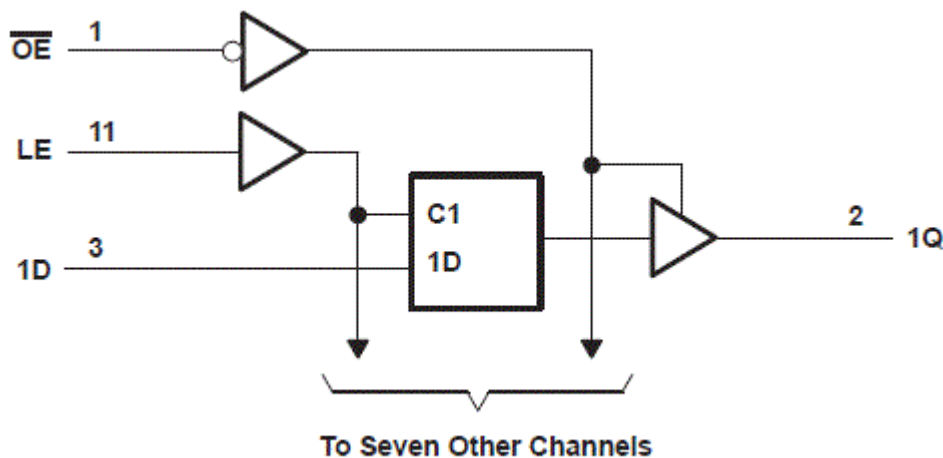 OE 1
LE 11
C1
1D 3 1D
2 1Q
To Seven Other Channels